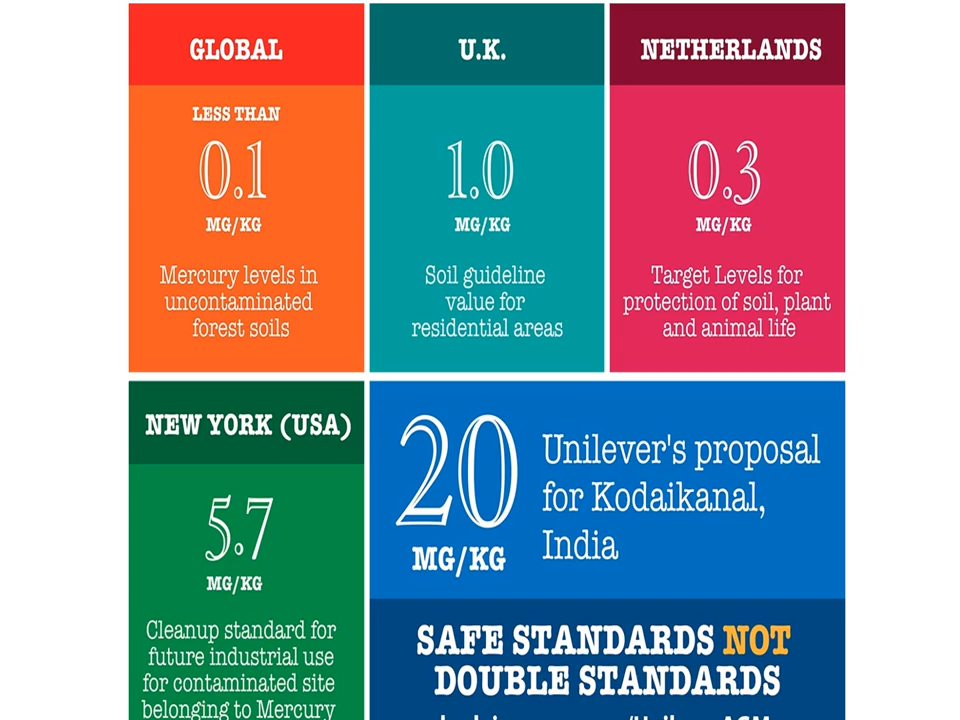 GLOBAL
LESS THAN
0.1
MG/KG
Mercury levels in
uncontaminated
forest soils
U.K.
1.0
MG/KG
Soil guideline
value for
residential areas
NETHERLANDS
0.3
MG/KG
Target Levels for
protection of soil, plant
and animal life
NEW YORK (USA)
5.7
MG/KG
Cleanup standard for
future industrial use
for contaminated site
belonging to Mercury
20
MG/KG
Unilever's proposal
for Kodaikanal,
India
SAFE STANDARDS NOT
DOUBLE STANDARDS